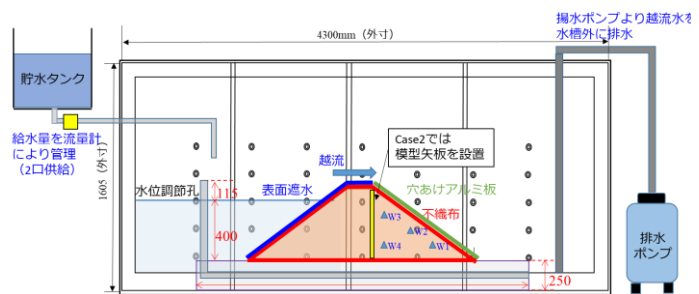 揚水ポンプより越流水を
水槽外に排水
4300mm（外寸）
貯水タンク
給水量を流量計
により管理
（2口供給）
1605（外寸）
Case2では
模型矢板を設置
越流
水位調節孔
115
表面遮水
穴あけアルミ板
不織布
W3
W2
W4
W1
400
250
排水
ポンプ